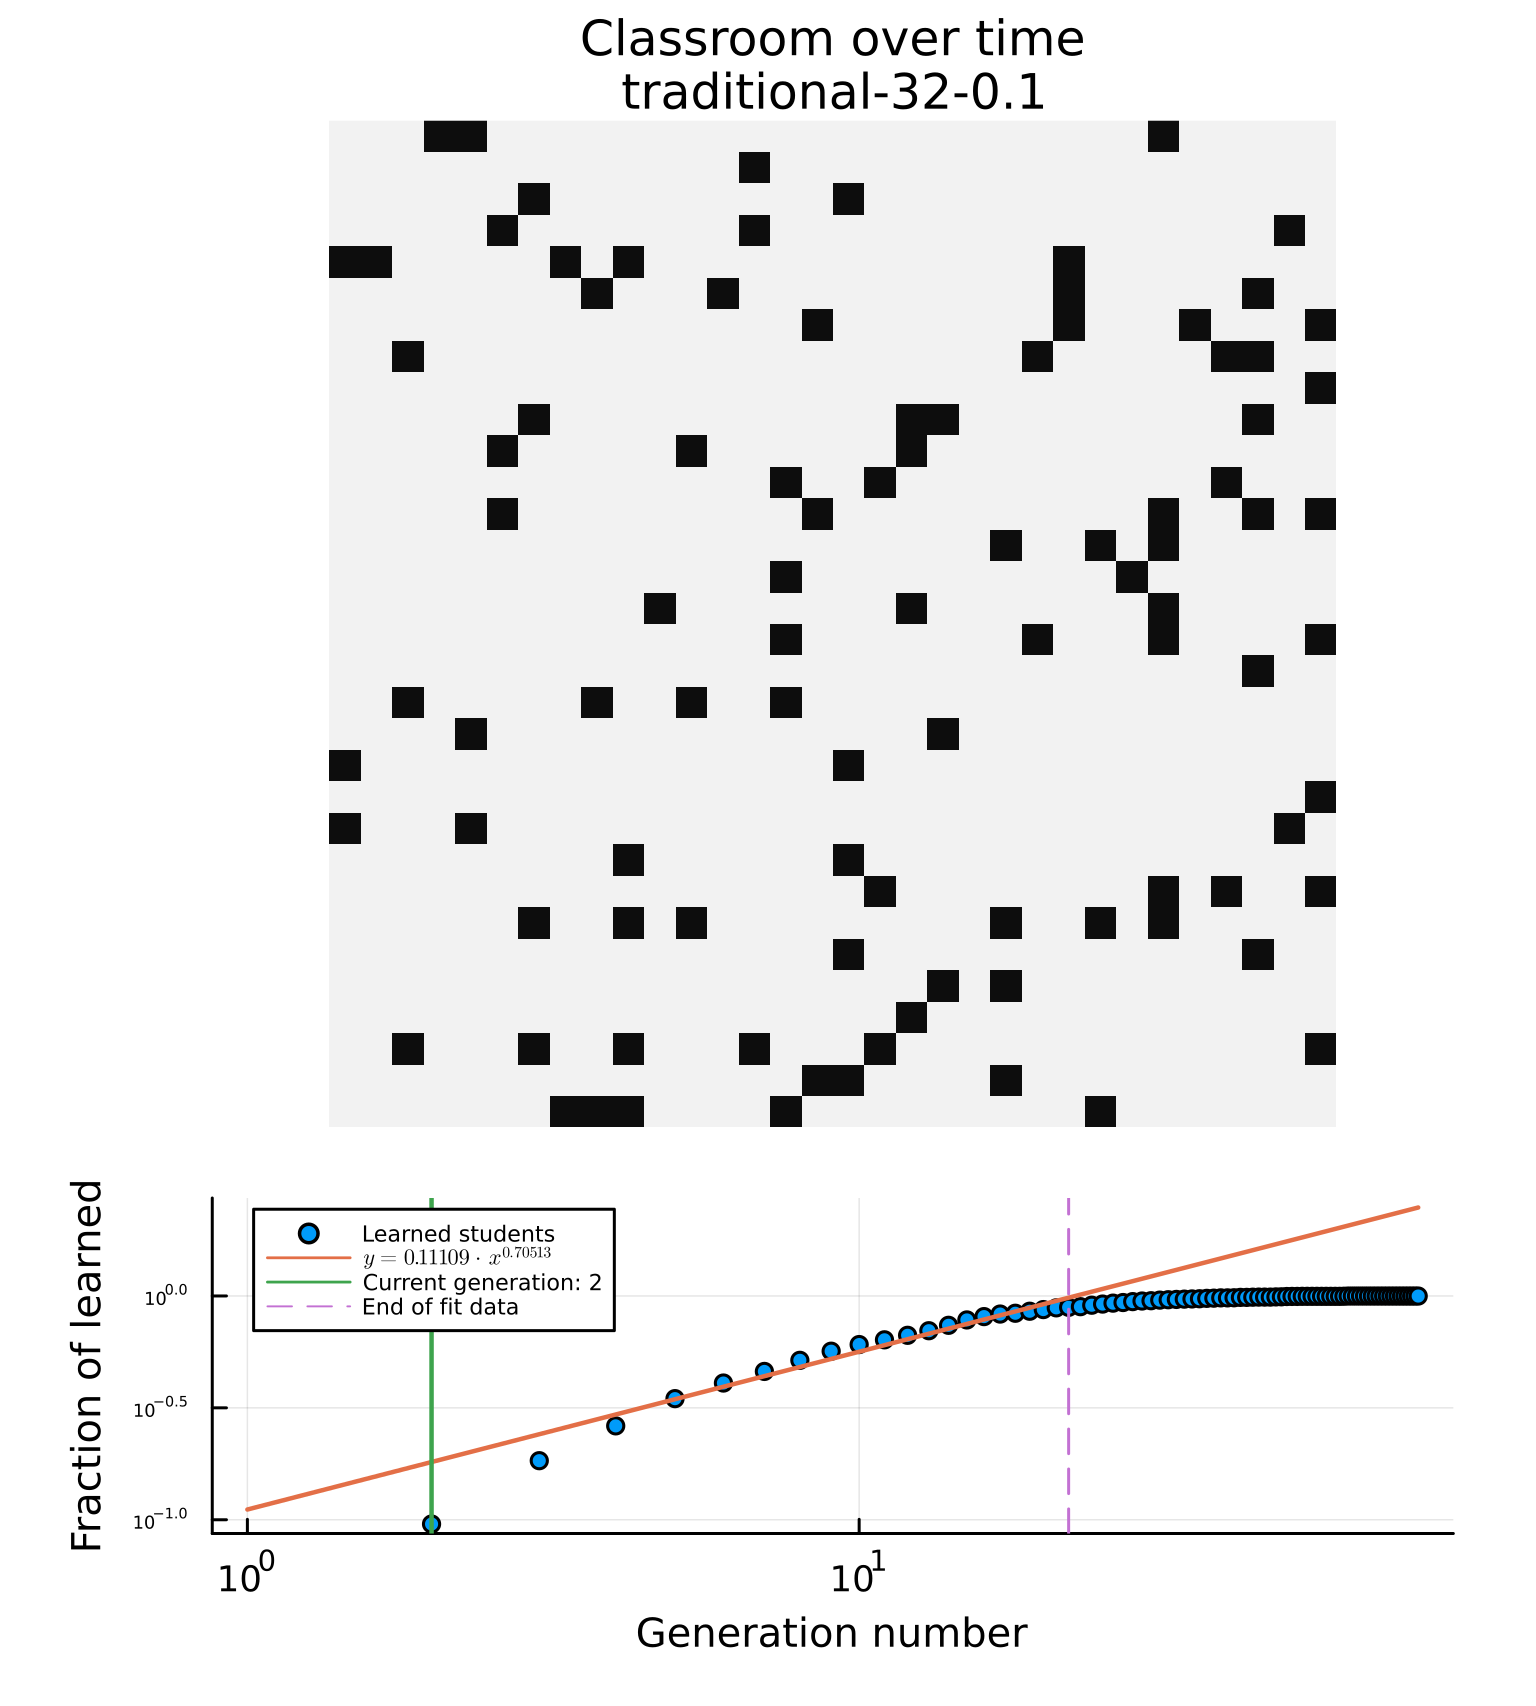 Classroom over time
traditional-32-0.1
Fraction of learned
Learned students
y = 0.11109 · x^0.70513
Current generation: 2
End of fit data
10^0.0
10^−0.5
10^−1.0
10^0
10^1
Generation number